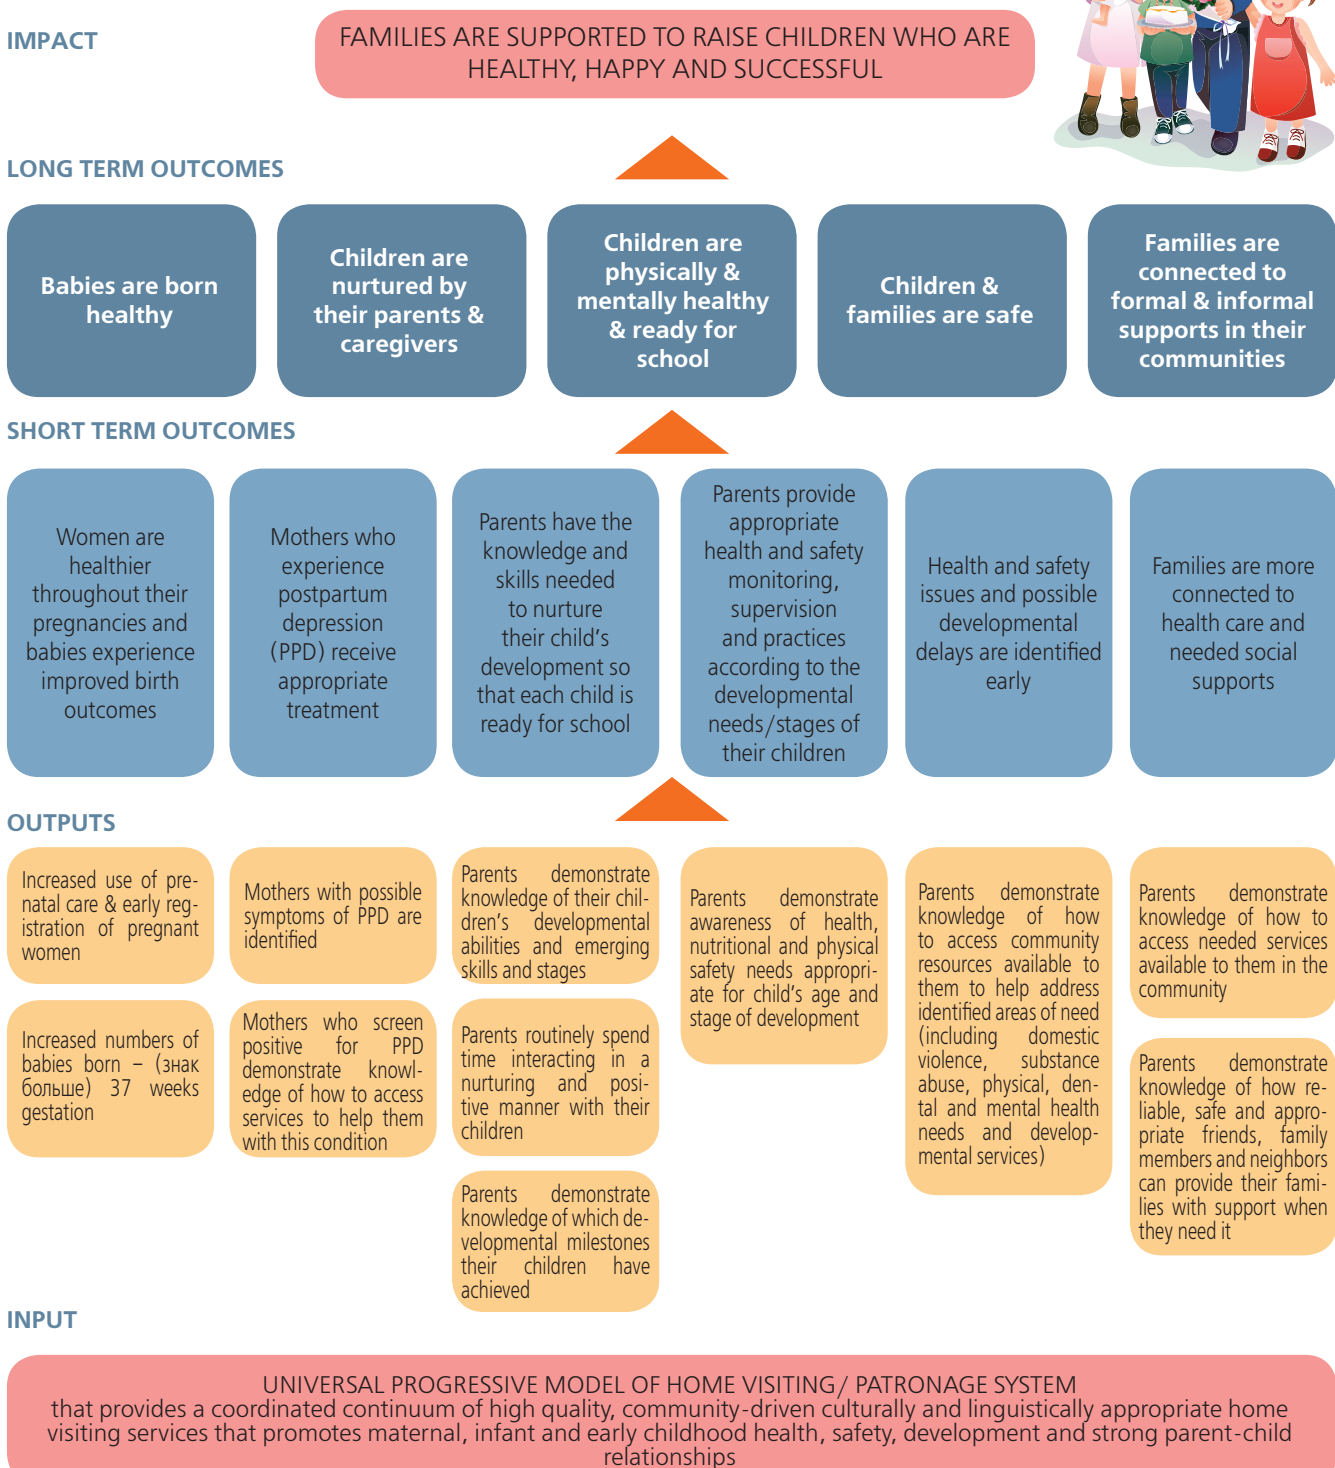 IMPACT
FAMILIES ARE SUPPORTED TO RAISE CHILDREN WHO ARE
HEALTHY, HAPPY AND SUCCESSFUL
LONG TERM OUTCOMES
Babies are born
healthy
Children are
nurtured by
their parents &
caregivers
Children are
physically &
mentally healthy
& ready for
school
Children &
families are safe
Families are
connected to
formal & informal
supports in their
communities
SHORT TERM OUTCOMES
Women are
healthier
throughout their
pregnancies and
babies experience
improved birth
outcomes
Mothers who
experience
postpartum
depression
(PPD) receive
appropriate
treatment
Parents have the
knowledge and
skills needed
to nurture
their child's
development so
that each child is
ready for school
Parents provide
appropriate
health and safety
monitoring,
supervision
and practices
according to the
developmental
needs/stages of
their children
Health and safety
issues and possible
developmental
delays are identified
early
Families are more
connected to
health care and
needed social
supports
OUTPUTS
Increased use of pre-
natal care & early reg-
istration of pregnant
women
Increased numbers of
babies born – (знак
больше) 37 weeks
gestation
Mothers with possible
symptoms of PPD are
identified
Mothers who screen
positive for PPD
demonstrate knowl-
edge of how to access
services to help them
with this condition
Parents demonstrate
knowledge of their chil-
dren's developmental
abilities and emerging
skills and stages
Parents routinely spend
time interacting in a
nurturing and posi-
tive manner with their
children
Parents demonstrate
knowledge of which de-
velopmental milestones
their children have
achieved
Parents demonstrate
awareness of health,
nutritional and physical
safety needs appropri-
ate for child's age and
stage of development
Parents demonstrate
knowledge of how
to access community
resources available to
them to help address
identified areas of need
(including domestic
violence, substance
abuse, physical, den-
tal and mental health
needs and develop-
mental services)
Parents demonstrate
knowledge of how to
access needed services
available to them in the
community
Parents demonstrate
knowledge of how re-
liable, safe and appro-
priate friends, family
members and neighbors
can provide their fami-
lies with support when
they need it
INPUT
UNIVERSAL PROGRESSIVE MODEL OF HOME VISITING/ PATRONAGE SYSTEM
that provides a coordinated continuum of high quality, community-driven culturally and linguistically appropriate home
visiting services that promotes maternal, infant and early childhood health, safety, development and strong parent-child
relationships